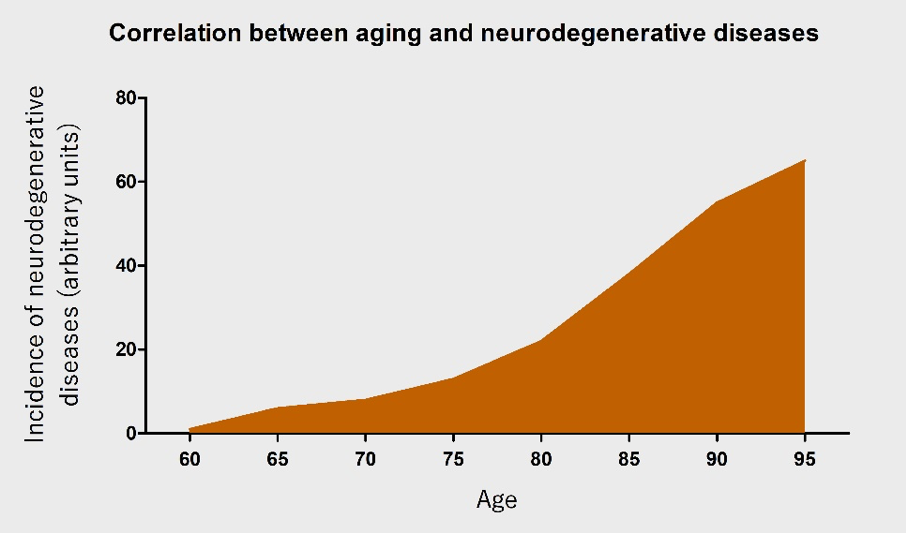 Correlation between aging and neurodegenerative diseases
Incidence of neurodegenerative
diseases (arbitrary units)
80
60
40
20
0
60 65 70 75 80 85 90 95
Age